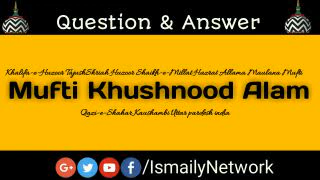 Question & Answer
Khalifa-e-Huzoor TajushShriah Huzoor Shaikh-e-Millat Hazrat Allama Maulana Mufti
Mufti Khushnood Alam
Qazi-e-Shahar Kaushambi Uttar pardesh india
/IsmailyNetwork